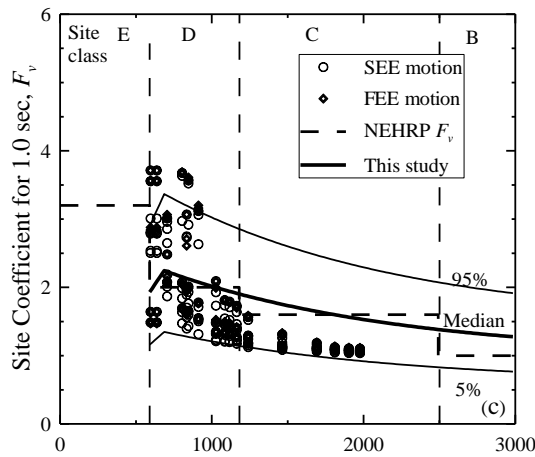 Site class
E
D
C
B
SEE motion
FEE motion
NEHRP Fv
This study
95%
Median
5%
(c)
Site Coefficient for 1.0 sec, Fv
6
4
2
0
0
1000
2000
3000